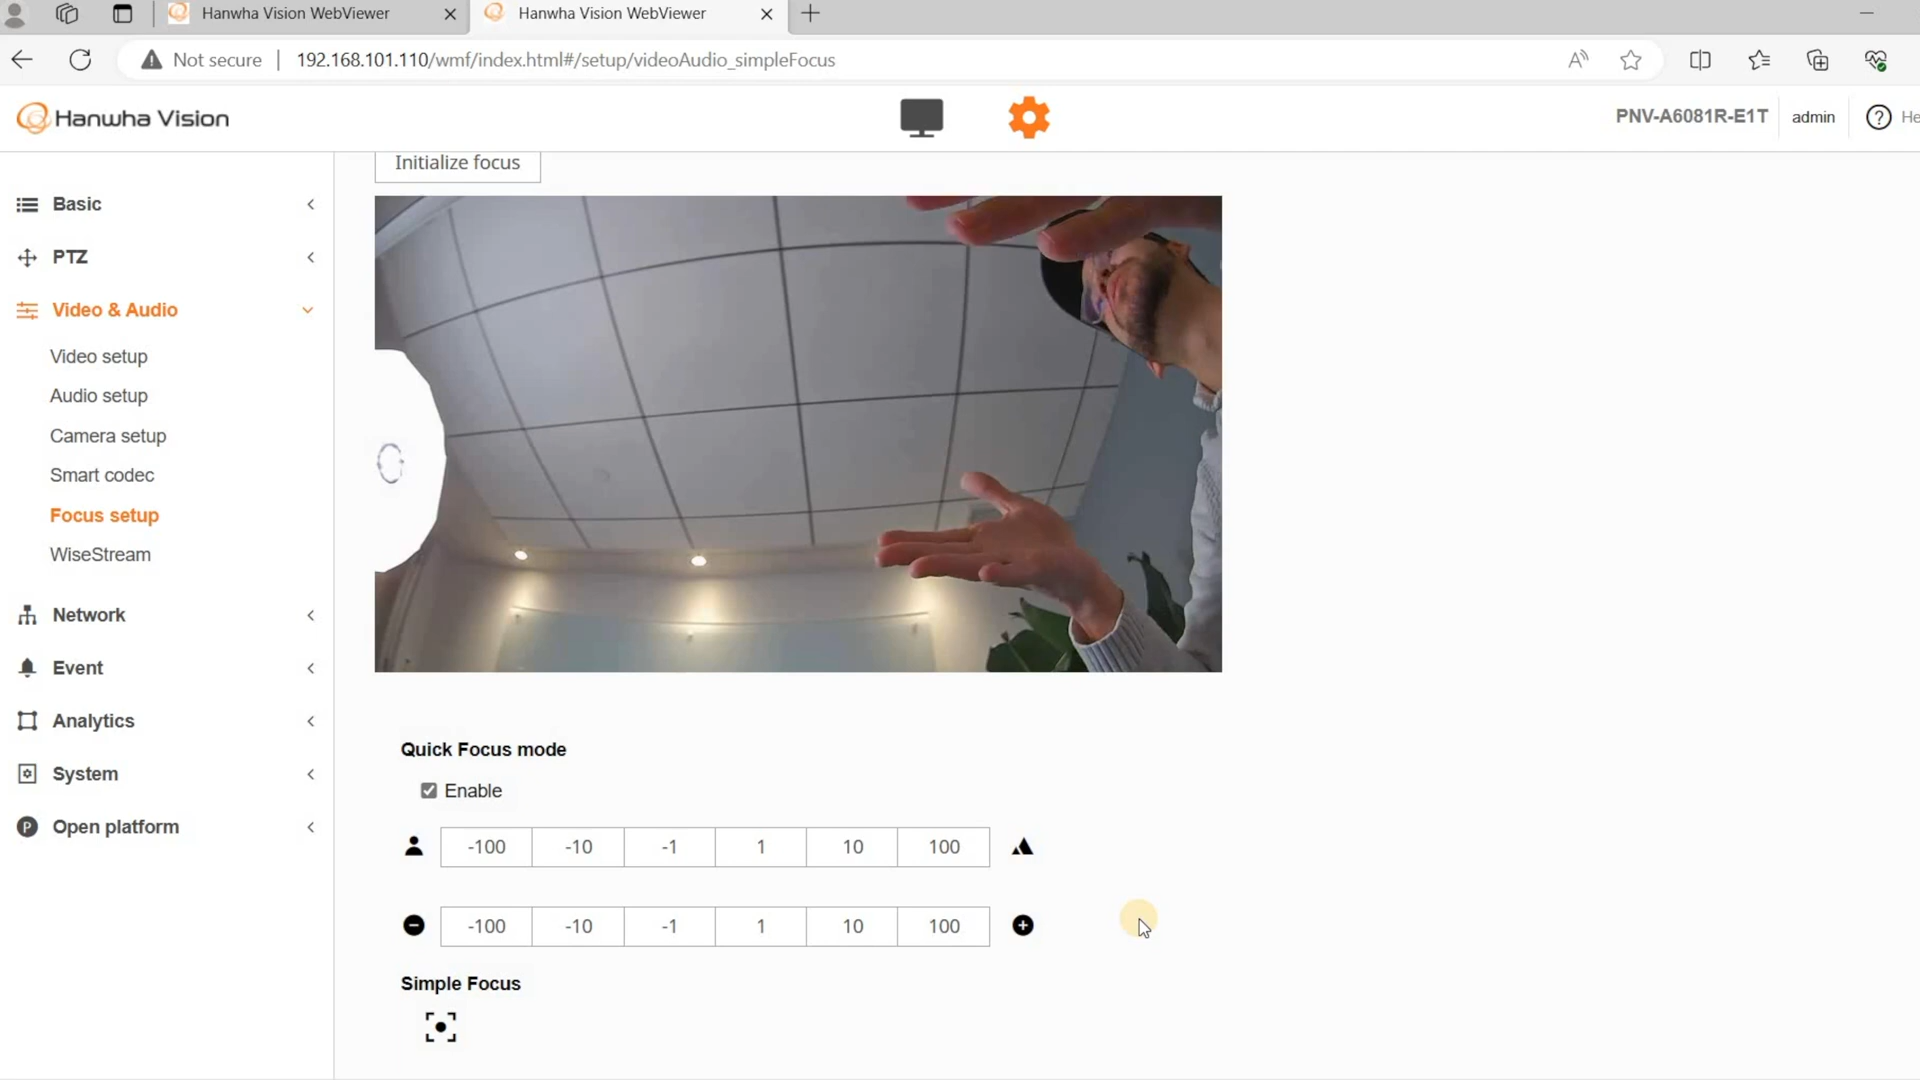 Hanwha Vision WebViewer
Hanwha Vision WebViewer
Not secure
192.168.101.110/wmf/index.html#/setup/videoAudio_simpleFocus
Hanwha Vision
PNV-A6081R-E1T
admin
? He
Initialize focus
Basic
PTZ
Video & Audio
Video setup
Audio setup
Camera setup
Smart codec
Focus setup
WiseStream
Network
Event
Analytics
System
P Open platform
Quick Focus mode
Enable
-100 -10 -1 1 10 100
-100 -10 -1 1 10 100
Simple Focus